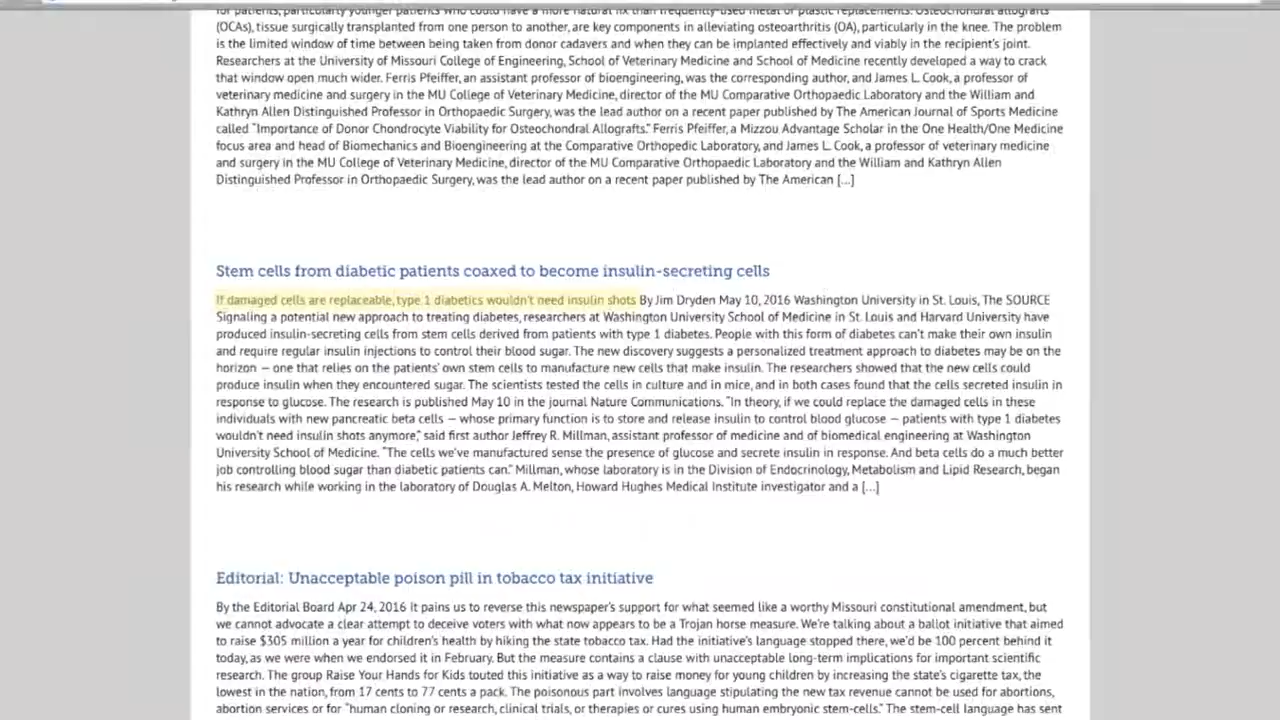 for patients, particularly younger patients who could have a more natural fix than frequently-used metal or plastic replacements. Osteochondral allografts
(OCAs), tissue surgically transplanted from one person to another, are key components in alleviating osteoarthritis (OA), particularly in the knee. The problem
is the limited window of time between being taken from donor cadavers and when they can be implanted effectively and viably in the recipient's joint.
Researchers at the University of Missouri College of Engineering, School of Veterinary Medicine and School of Medicine recently developed a way to crack
that window open much wider. Ferris Pfeiffer, an assistant professor of bioengineering, was the corresponding author, and James L. Cook, a professor of
veterinary medicine and surgery in the MU College of Veterinary Medicine, director of the MU Comparative Orthopaedic Laboratory and the William and
Kathryn Allen Distinguished Professor in Orthopaedic Surgery, was the lead author on a recent paper published by The American Journal of Sports Medicine
called "Importance of Donor Chondrocyte Viability for Osteochondral Allografts." Ferris Pfeiffer, a Mizzou Advantage Scholar in the One Health/One Medicine
focus area and head of Biomechanics and Bioengineering at the Comparative Orthopedic Laboratory, and James L. Cook, a professor of veterinary medicine
and surgery in the MU College of Veterinary Medicine, director of the MU Comparative Orthopaedic Laboratory and the William and Kathryn Allen
Distinguished Professor in Orthopaedic Surgery, was the lead author on a recent paper published by The American [...]
Stem cells from diabetic patients coaxed to become insulin-secreting cells
If damaged cells are replaceable, type 1 diabetics wouldn't need insulin shots By Jim Dryden May 10, 2016 Washington University in St. Louis, The SOURCE
Signaling a potential new approach to treating diabetes, researchers at Washington University School of Medicine in St. Louis and Harvard University have
produced insulin-secreting cells from stem cells derived from patients with type 1 diabetes. People with this form of diabetes can't make their own insulin
and require regular insulin injections to control their blood sugar. The new discovery suggests a personalized treatment approach to diabetes may be on the
horizon — one that relies on the patients' own stem cells to manufacture new cells that make insulin. The researchers showed that the new cells could
produce insulin when they encountered sugar. The scientists tested the cells in culture and in mice, and in both cases found that the cells secreted insulin in
response to glucose. The research is published May 10 in the journal Nature Communications. "In theory, if we could replace the damaged cells in these
individuals with new pancreatic beta cells — whose primary function is to store and release insulin to control blood glucose — patients with type 1 diabetes
wouldn't need insulin shots anymore," said first author Jeffrey R. Millman, assistant professor of medicine and of biomedical engineering at Washington
University School of Medicine. "The cells we've manufactured sense the presence of glucose and secrete insulin in response. And beta cells do a much better
job controlling blood sugar than diabetic patients can." Millman, whose laboratory is in the Division of Endocrinology, Metabolism and Lipid Research, began
his research while working in the laboratory of Douglas A. Melton, Howard Hughes Medical Institute investigator and a [...]
Editorial: Unacceptable poison pill in tobacco tax initiative
By the Editorial Board Apr 24, 2016 It pains us to reverse this newspaper's support for what seemed like a worthy Missouri constitutional amendment, but
we cannot advocate a clear attempt to deceive voters with what now appears to be a Trojan horse measure. We're talking about a ballot initiative that aimed
to raise $305 million a year for children's health by hiking the state tobacco tax. Had the initiative's language stopped there, we'd be 100 percent behind it
today, as we were when we endorsed it in February. But the measure contains a clause with unacceptable long-term implications for important scientific
research. The group Raise Your Hands for Kids touted this initiative as a way to raise money for young children by increasing the state's cigarette tax, the
lowest in the nation, from 17 cents to 77 cents a pack. The poisonous part involves language stipulating the new tax revenue cannot be used for abortions,
abortion services or for "human cloning or research, clinical trials, or therapies or cures using human embryonic stem-cells." The stem-cell language has sent